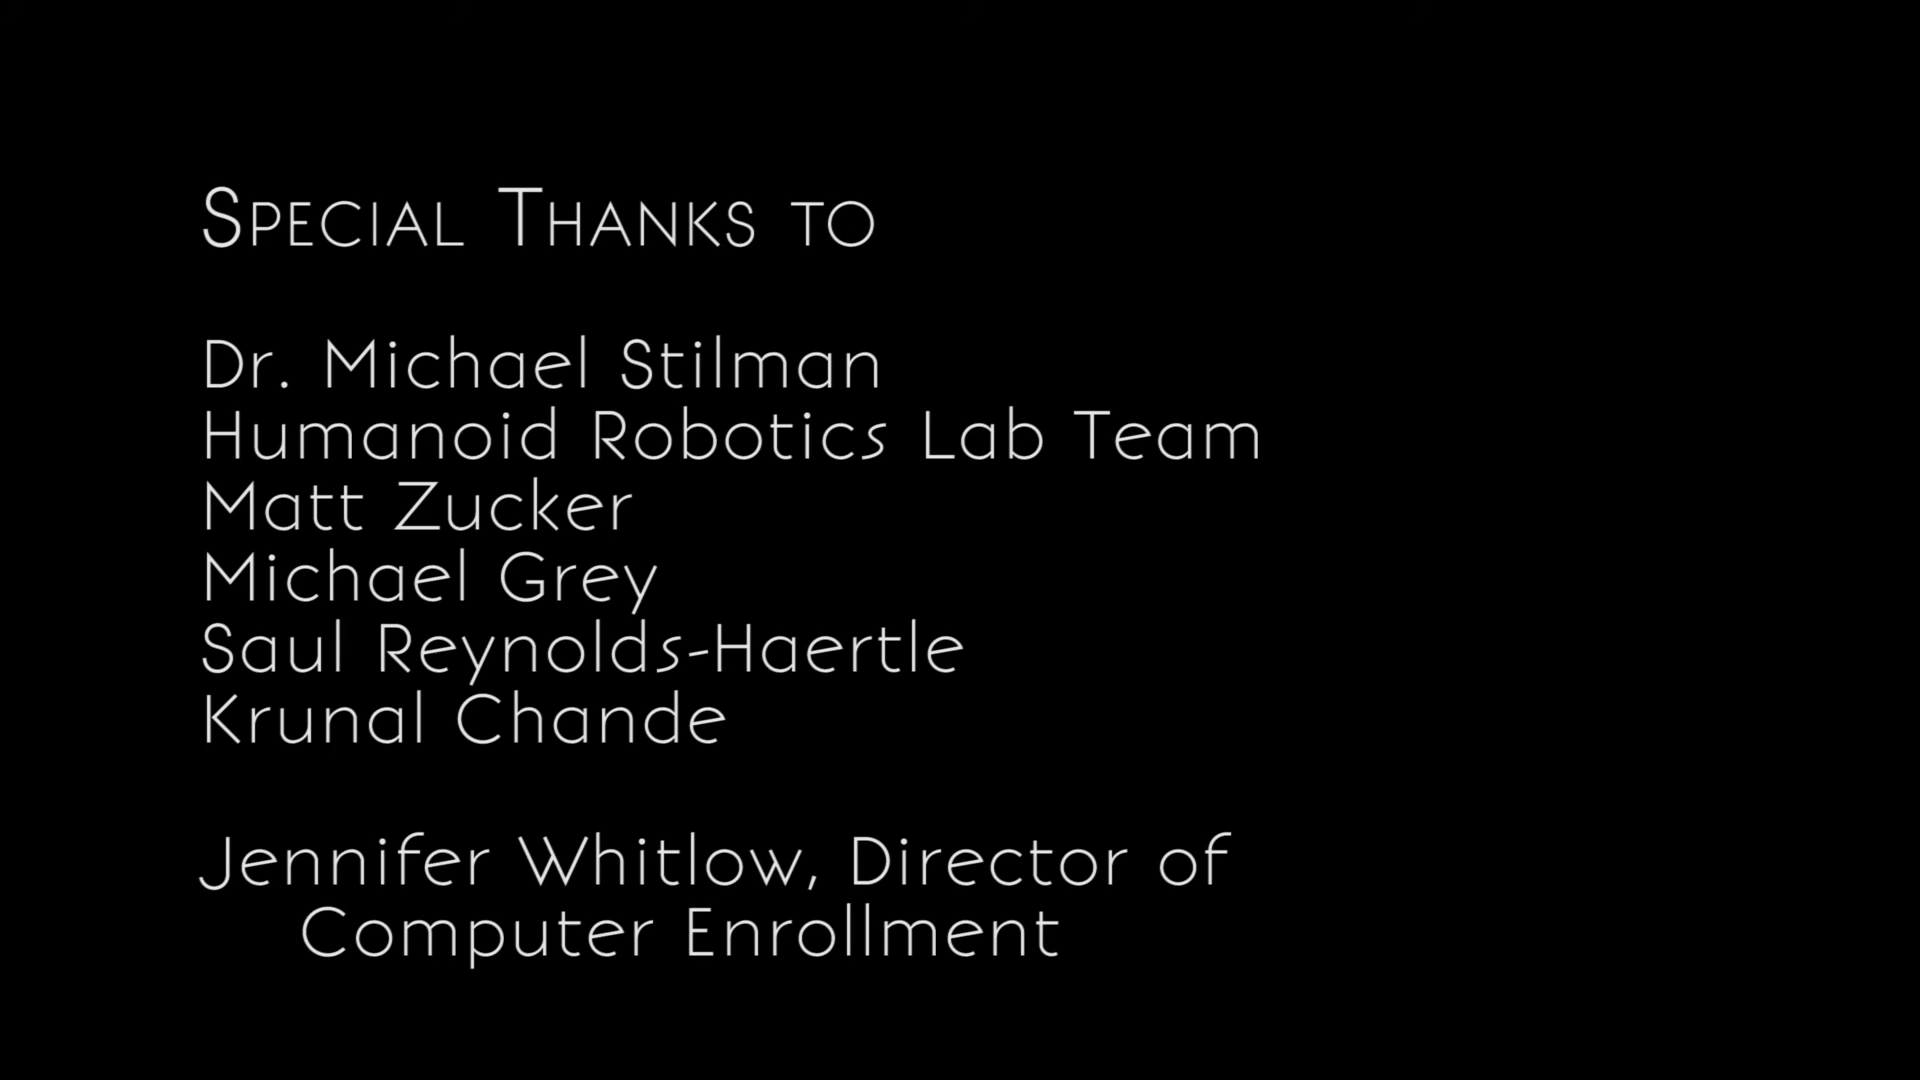 Special Thanks to
Dr. Michael Stilman
Humanoid Robotics Lab Team
Matt Zucker
Michael Grey
Saul Reynolds-Haertle
Krunal Chande
Jennifer Whitlow, Director of
Computer Enrollment